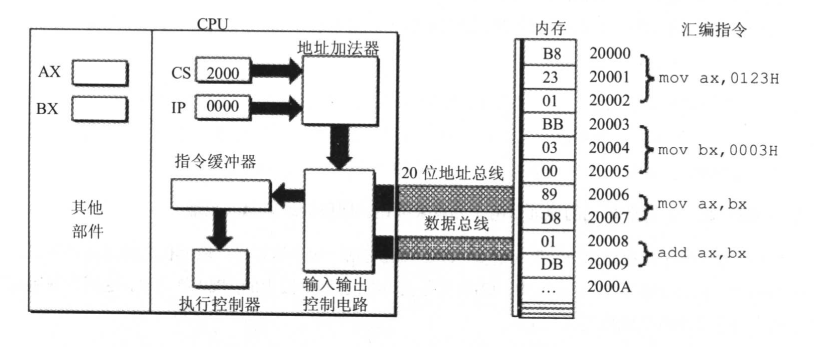 CPU
内存 汇编指令
地址加法器
B8 20000
AX CS 2000
23 20001 mov ax,0123H
BX IP 0000
01 20002
BB 20003
03 20004 mov bx,0003H
指令缓冲器
20 位地址总线
00 20005
89 20006
mov ax,bx
其他
部件
数据总线
D8 20007
01 20008
add ax,bx
DB 20009
执行控制器
输入输出
控制电路
… 2000A